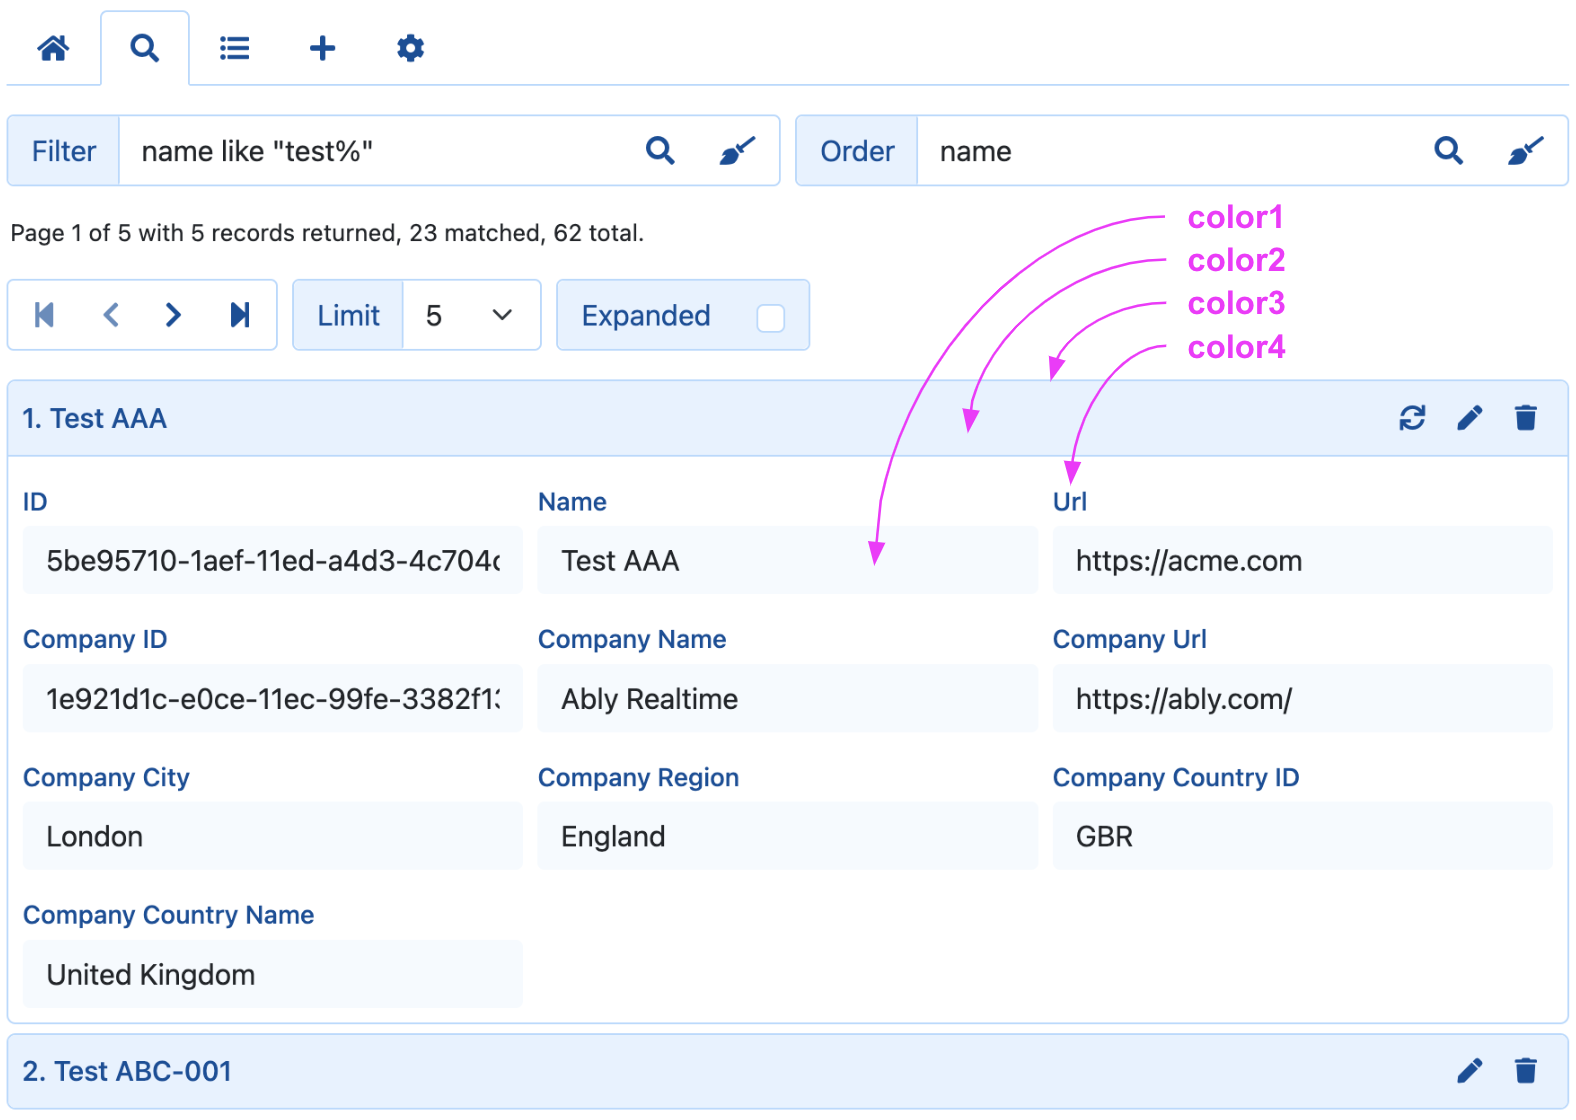 Filter name like "test%" Order name
color1
Page 1 of 5 with 5 records returned, 23 matched, 62 total.
color2
color3
Limit 5 Expanded
color4
1. Test AAA
ID Name Url
5be95710-1aef-11ed-a4d3-4c704 Test AAA https://acme.com
Company ID Company Name Company Url
1e921d1c-e0ce-11ec-99fe-3382f1 Ably Realtime https://ably.com/
Company City Company Region Company Country ID
London England GBR
Company Country Name
United Kingdom
2. Test ABC-001